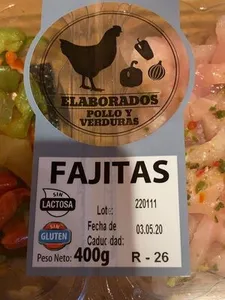 ELABORADOS
POLLO Y
VERDURAS
FAJITAS
SIN
LACTOSA
SIN
GLUTEN
Lote: 220111
Fecha de
Caducidad: 03.05.20
Peso Neto: 400g R - 26